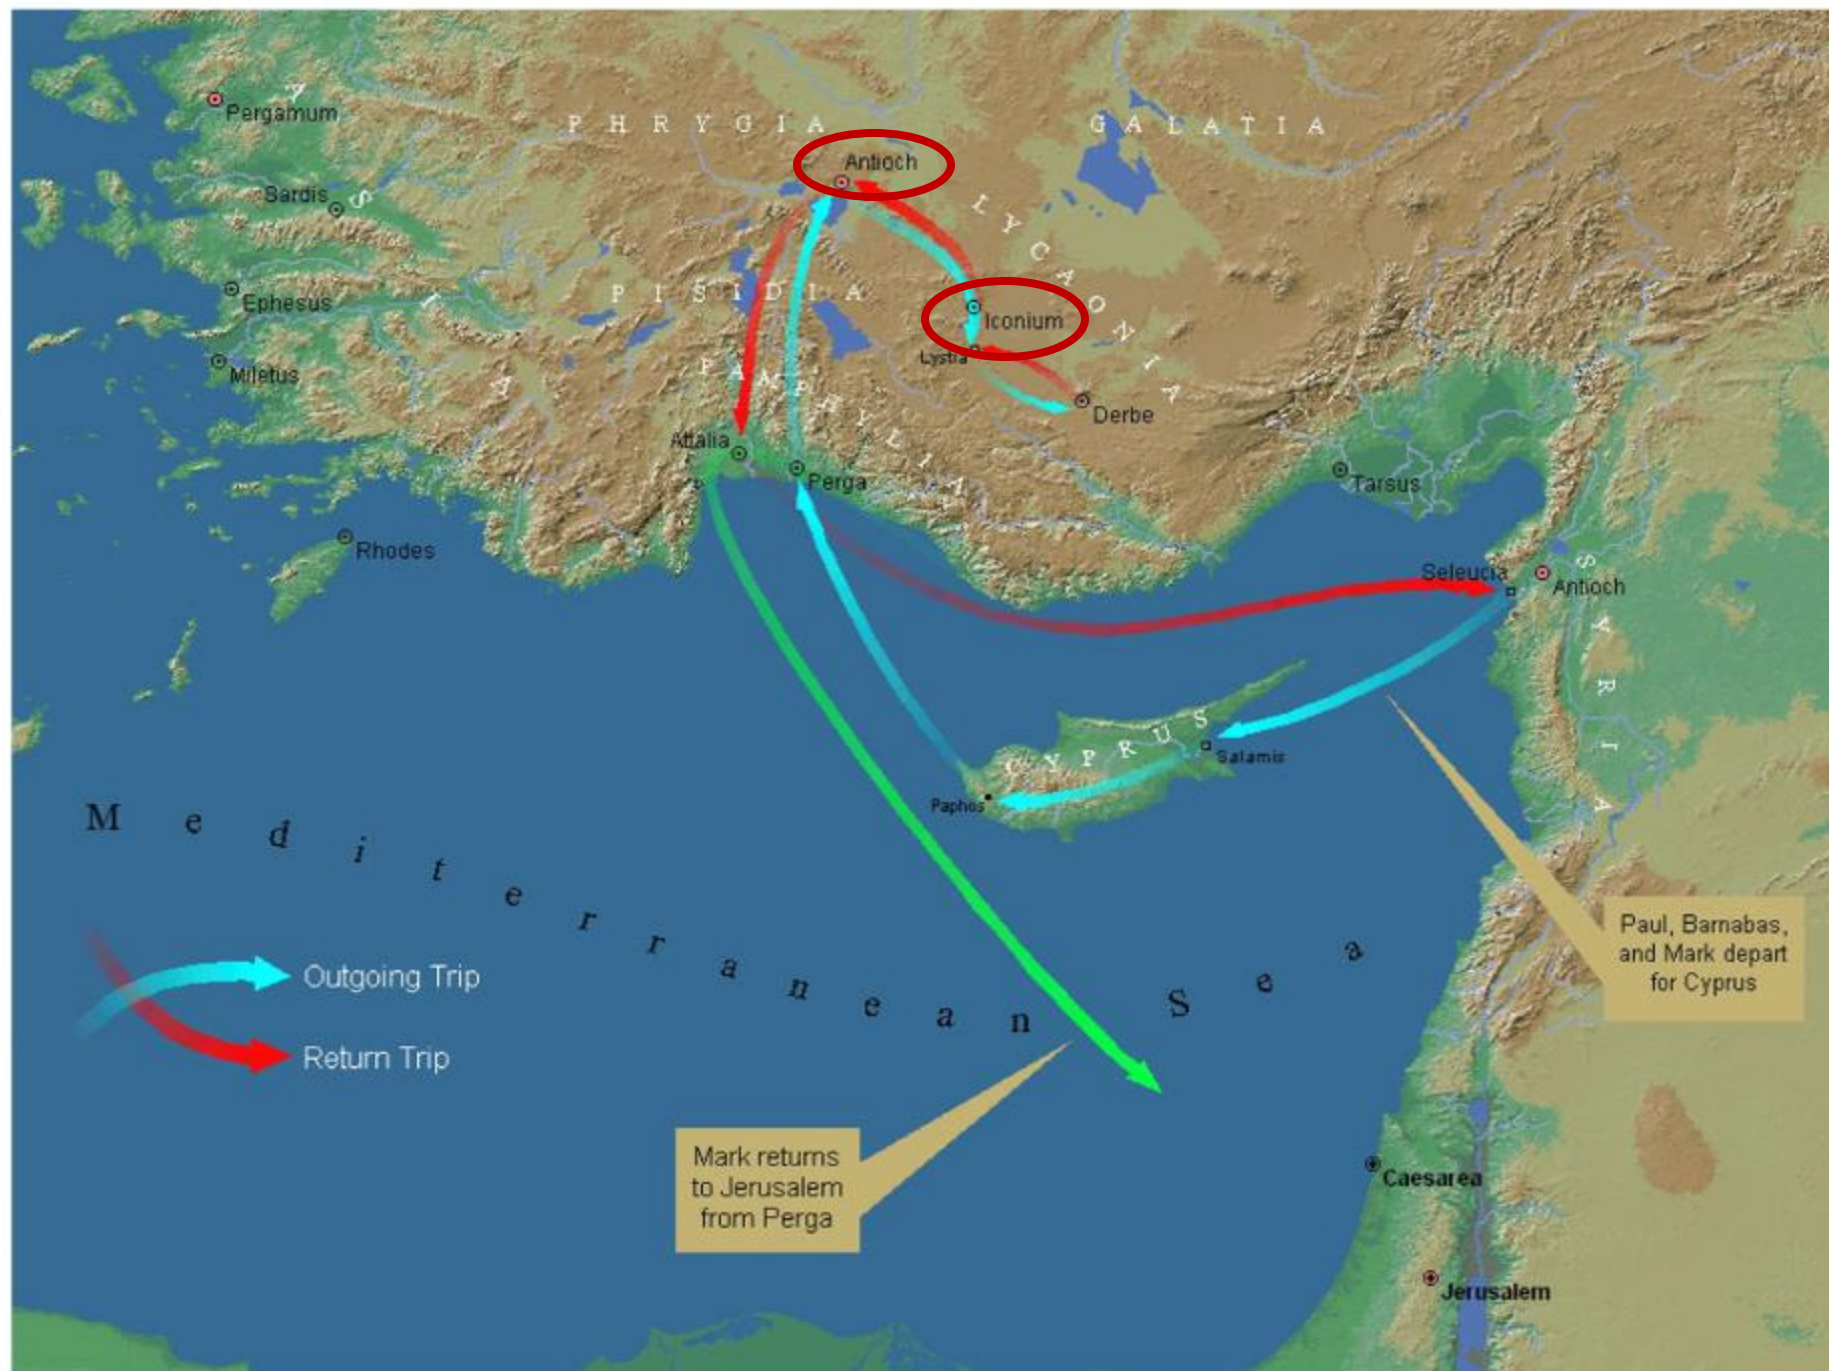 Pergamum
A S I A
PHRYGIA
GALATIA
Antioch
Sardis
LYCAONIA
Ephesus
PISIDIA
Iconium
Lystra
Miletus
PAMPHYLIA
Derbe
Attalia
Perga
Tarsus
Rhodes
Seleucia
Antioch
SYRIA
CYPRUS
Salamis
Paphos
Mediterranean Sea
Paul, Barnabas,
and Mark depart
for Cyprus
Outgoing Trip
Return Trip
Mark returns
to Jerusalem
from Perga
Caesarea
Jerusalem